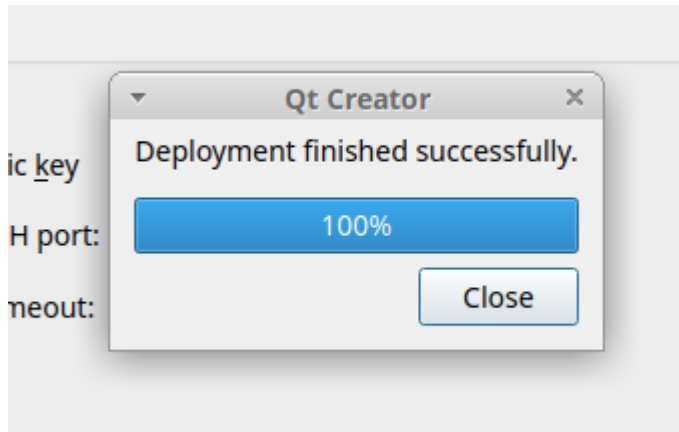 Qt Creator
Deployment finished successfully.
ic key
100%
H port:
Close
meout: